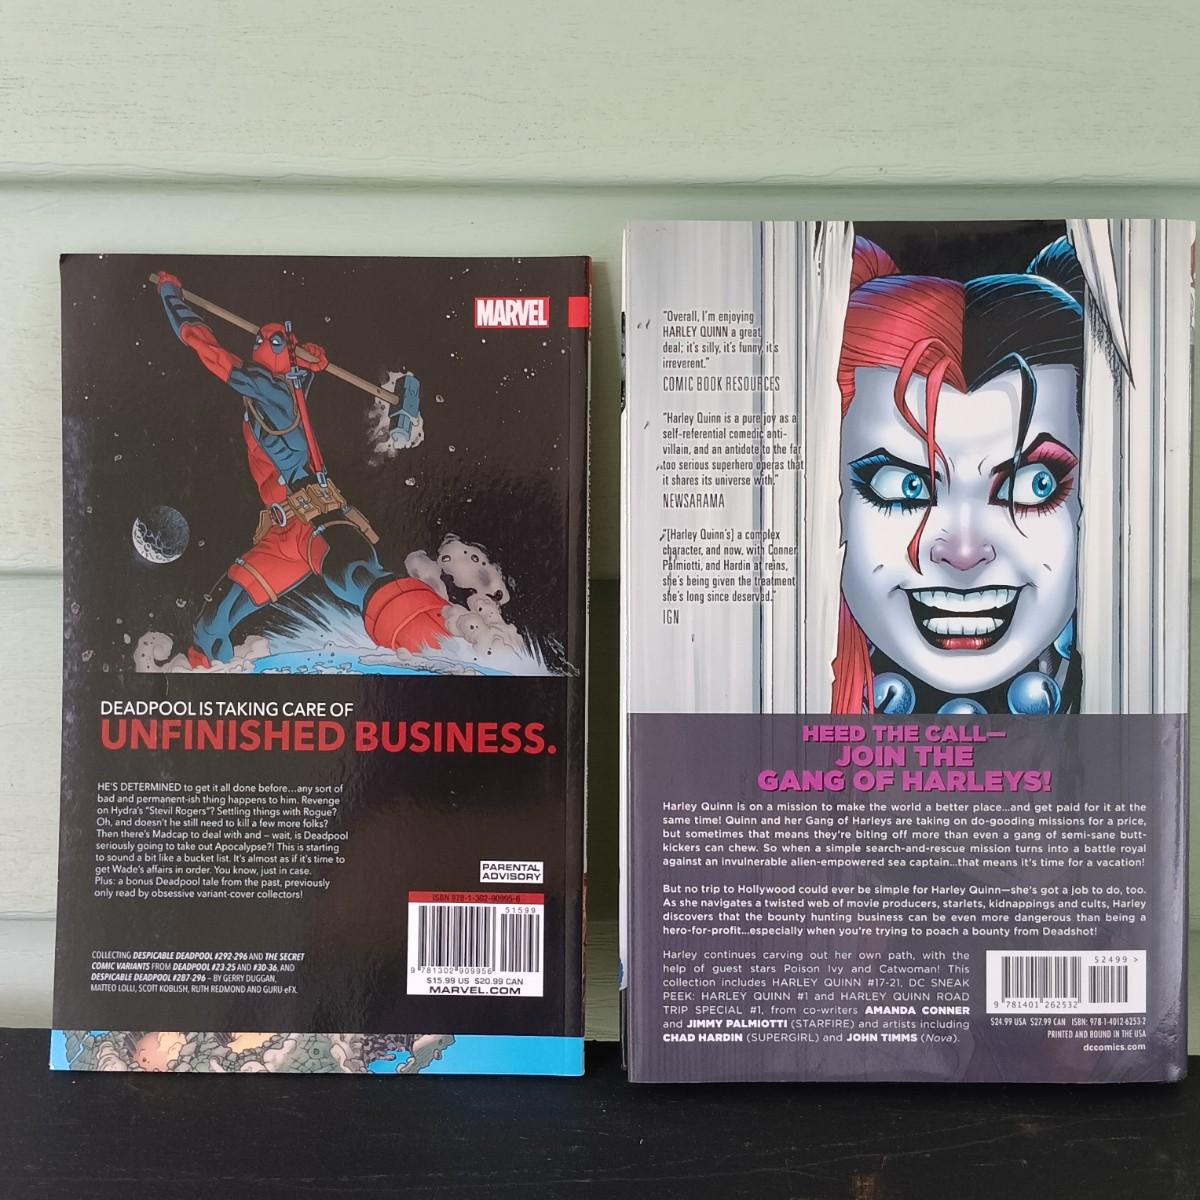 MARVEL
DEADPOOL IS TAKING CARE OF
UNFINISHED BUSINESS.
HE'S DETERMINED to get it all done before...any sort of
bad and permanent-ish thing happens to him. Revenge
on Hydra's "Stevil Rogers"? Settling things with Rogue?
Oh, and doesn't he still need to kill a few more folks?
Then there's Madcap to deal with and – wait, is Deadpool
seriously going to take out Apocalypse?! This is starting
to sound a bit like a bucket list. It's almost as if it's time to
get Wade's affairs in order. You know, just in case.
Plus: a bonus Deadpool tale from the past, previously
only read by obsessive variant-cover collectors!
COLLECTING DESPICABLE DEADPOOL #292-296 AND THE SECRET
COMIC VARIANTS FROM DEADPOOL #23-25 AND #30-36, AND
DESPICABLE DEADPOOL #287-296 – BY GERRY DUGGAN,
MATTEO LOLLI, SCOTT KOBLISH, RUTH REDMOND AND GURU eFX.
PARENTAL
ADVISORY
ISBN 978-1-302-90995-6
51599
9 781302 909956
$15.99 US $20.99 CAN
MARVEL.COM
"Overall, I'm enjoying
HARLEY QUINN a great
deal; it's silly, it's funny, it's
irreverent."
COMIC BOOK RESOURCES
"Harley Quinn is a pure joy as a
self-referential comedic anti-
villain, and an antidote to the far
too serious superhero operas that
it shares its universe with."
NEWSARAMA
"[Harley Quinn's] a complex
character, and now, with Conner,
Palmiotti, and Hardin at reins,
she's being given the treatment
she's long since deserved."
IGN
HEED THE CALL—
JOIN THE
GANG OF HARLEYS!
Harley Quinn is on a mission to make the world a better place...and get paid for it at the
same time! Quinn and her Gang of Harleys are taking on do-gooding missions for a price,
but sometimes that means they're biting off more than even a gang of semi-sane butt-
kickers can chew. So when a simple search-and-rescue mission turns into a battle royal
against an invulnerable alien-empowered sea captain...that means it's time for a vacation!
But no trip to Hollywood could ever be simple for Harley Quinn—she's got a job to do, too.
As she navigates a twisted web of movie producers, starlets, kidnappings and cults, Harley
discovers that the bounty hunting business can be even more dangerous than being a
hero-for-profit...especially when you're trying to poach a bounty from Deadshot!
Harley continues carving out her own path, with the
help of guest stars Poison Ivy and Catwoman! This
collection includes HARLEY QUINN #17-21, DC SNEAK
PEEK: HARLEY QUINN #1 and HARLEY QUINN ROAD
TRIP SPECIAL #1, from co-writers AMANDA CONNER
and JIMMY PALMIOTTI (STARFIRE) and artists including
CHAD HARDIN (SUPERGIRL) and JOHN TIMMS (Nova).
52499 >
9 781401 262532
$24.99 USA $27.99 CAN ISBN: 978-1-4012-6253-2
PRINTED AND BOUND IN THE USA
dccomics.com